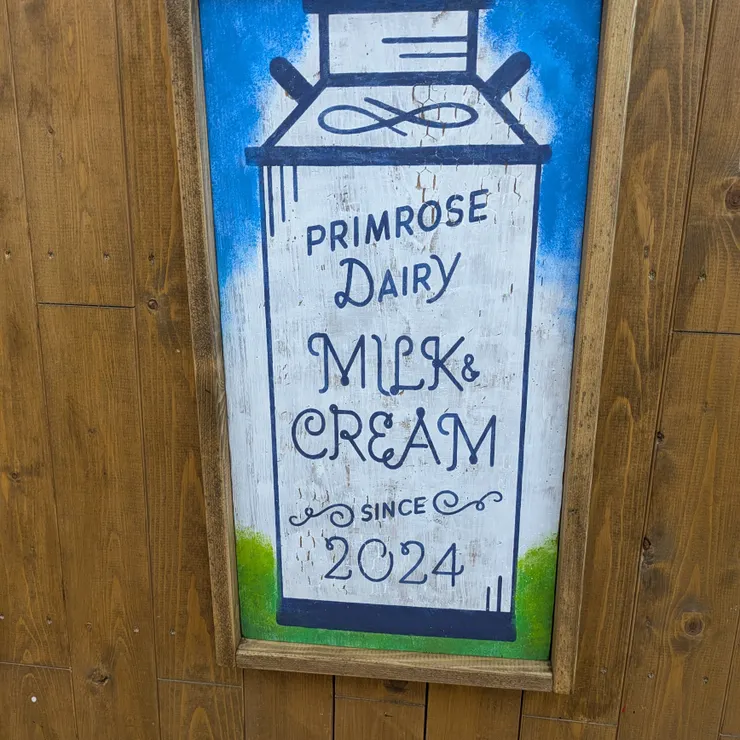 PRIMROSE
DAIRY
MILK &
CREAM
SINCE
2024